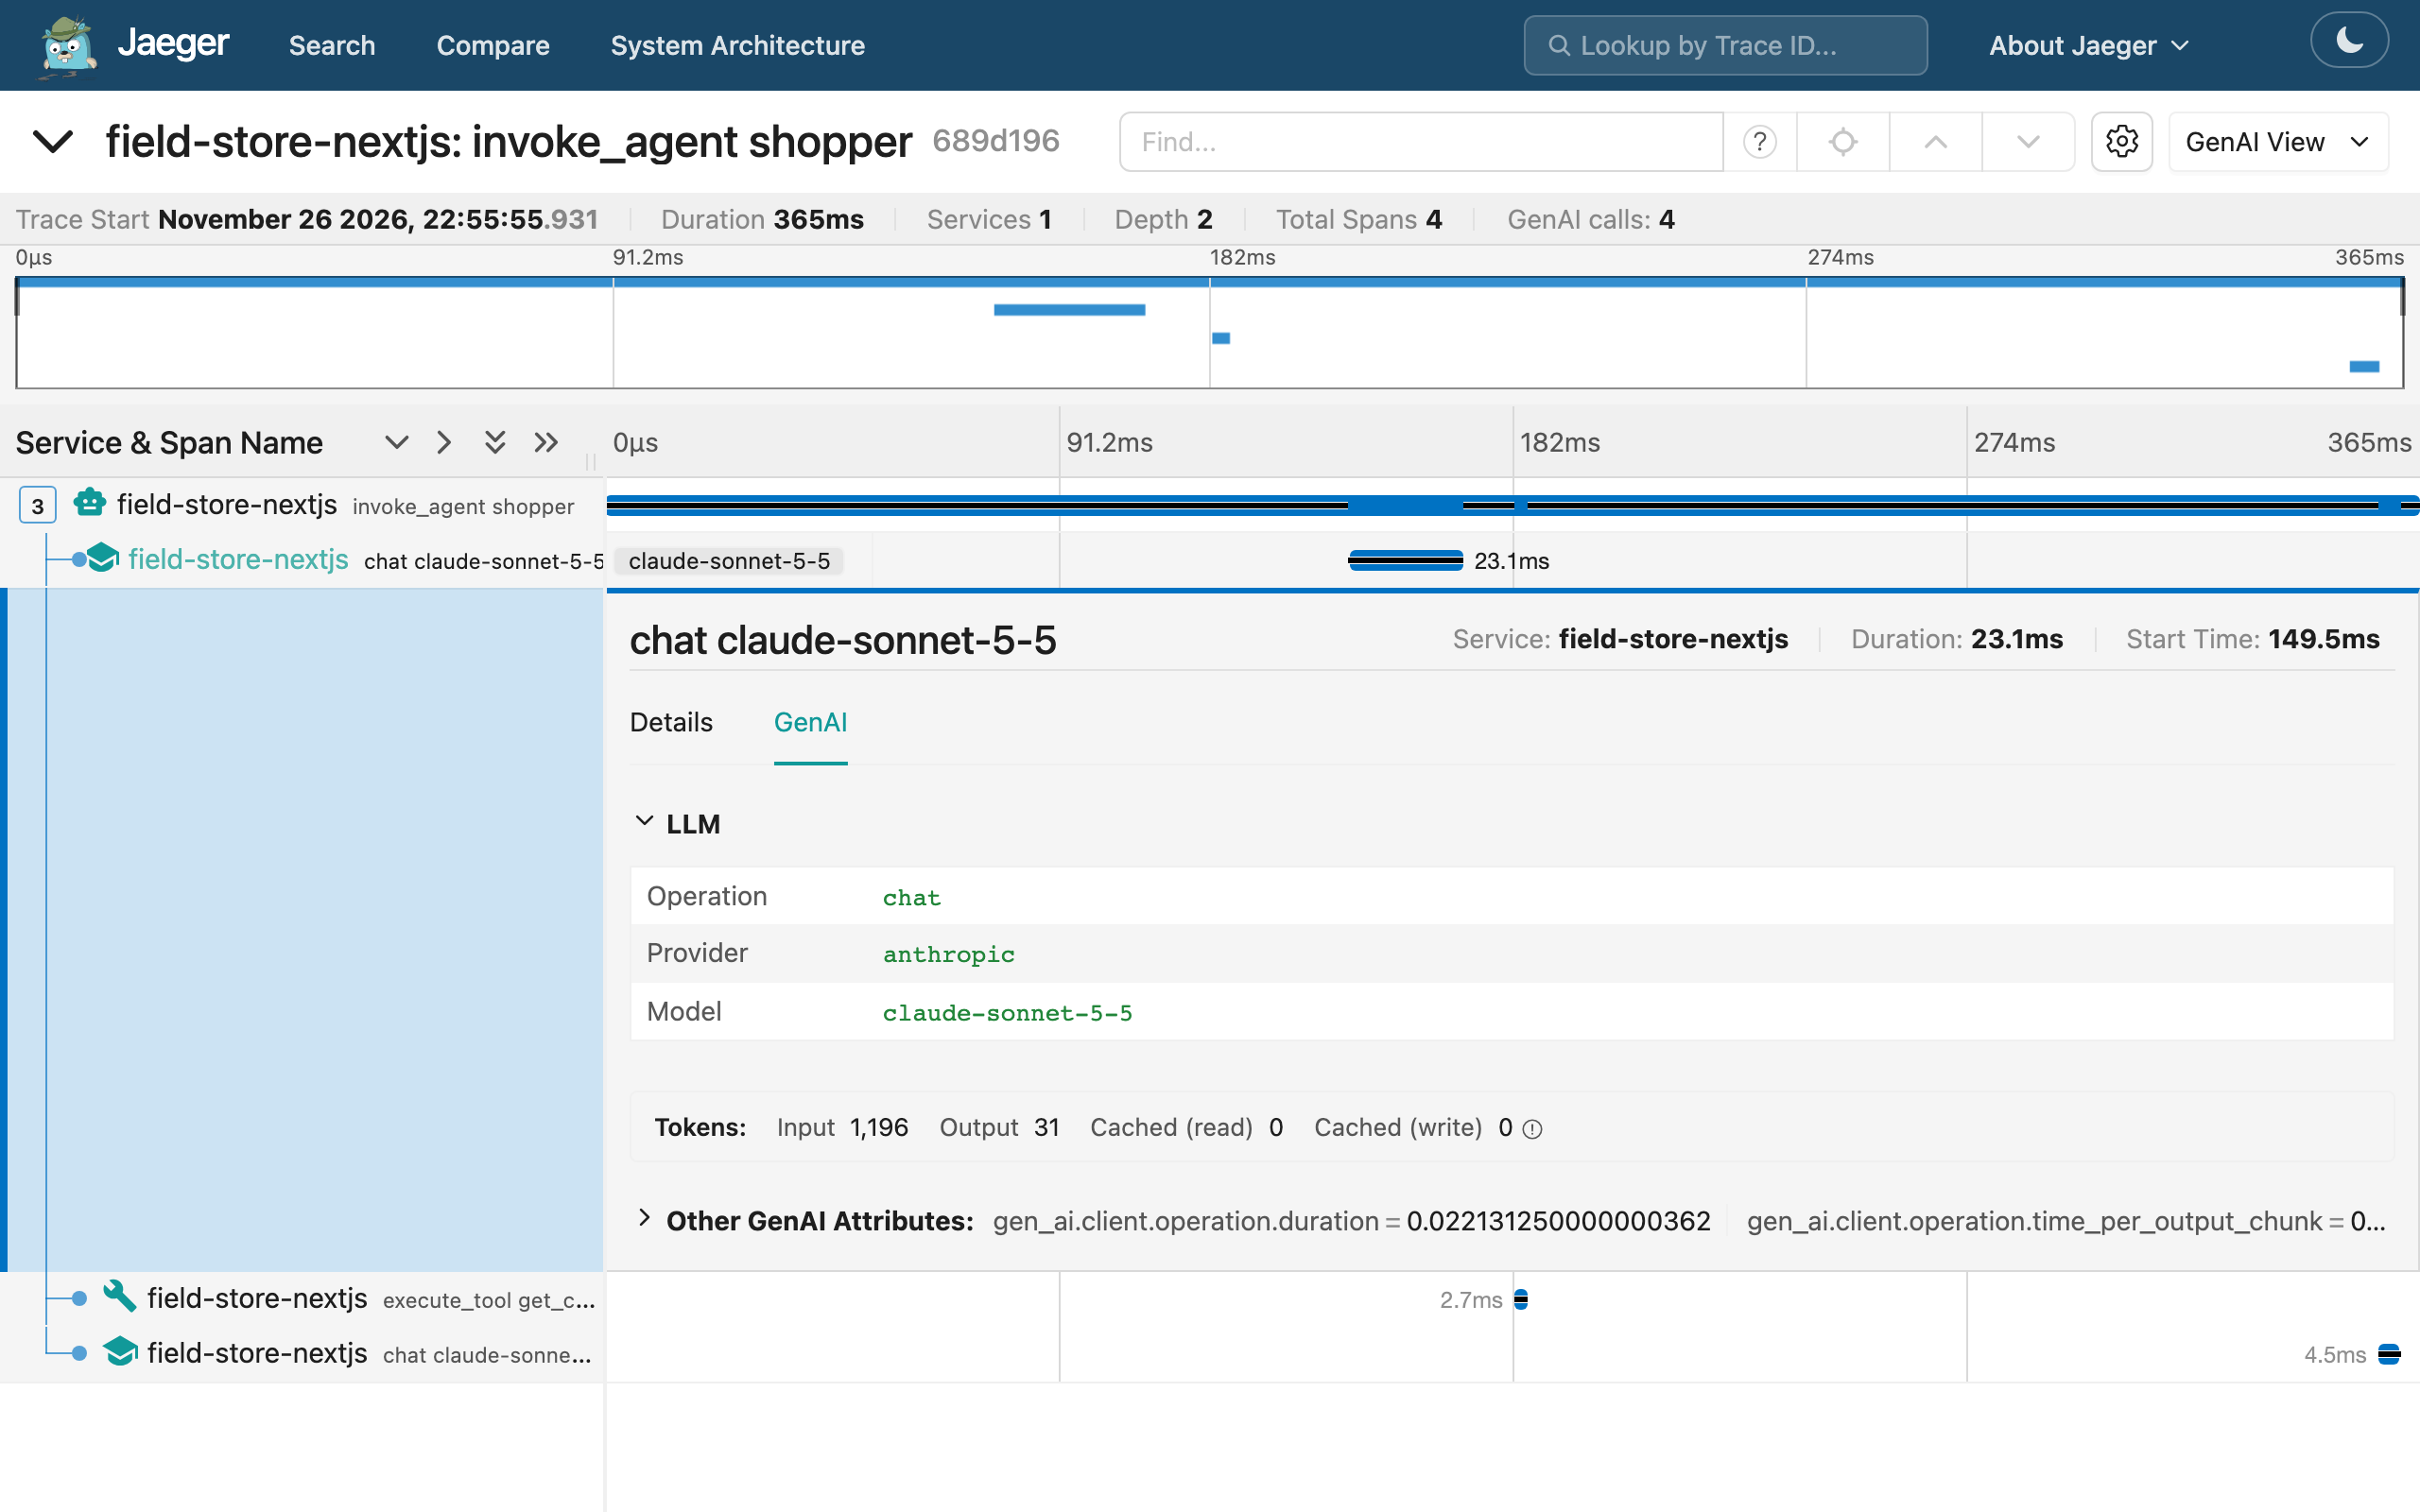 Jaeger Search Compare System Architecture Lookup by Trace ID... About Jaeger
field-store-nextjs: invoke_agent shopper 689d196 Find... ? GenAI View
Trace Start November 26 2026, 22:55:55.931 Duration 365ms Services 1 Depth 2 Total Spans 4 GenAI calls: 4
0μs 91.2ms 182ms 274ms 365ms
Service & Span Name 0μs 91.2ms 182ms 274ms 365ms
3 field-store-nextjs invoke_agent shopper
field-store-nextjs chat claude-sonnet-5-5 claude-sonnet-5-5 23.1ms
chat claude-sonnet-5-5 Service: field-store-nextjs Duration: 23.1ms Start Time: 149.5ms
Details GenAI
LLM
Operation chat
Provider anthropic
Model claude-sonnet-5-5
Tokens: Input 1,196 Output 31 Cached (read) 0 Cached (write) 0
Other GenAI Attributes: gen_ai.client.operation.duration = 0.022131250000000362 gen_ai.client.operation.time_per_output_chunk = 0...
field-store-nextjs execute_tool get_c... 2.7ms
field-store-nextjs chat claude-sonne... 4.5ms